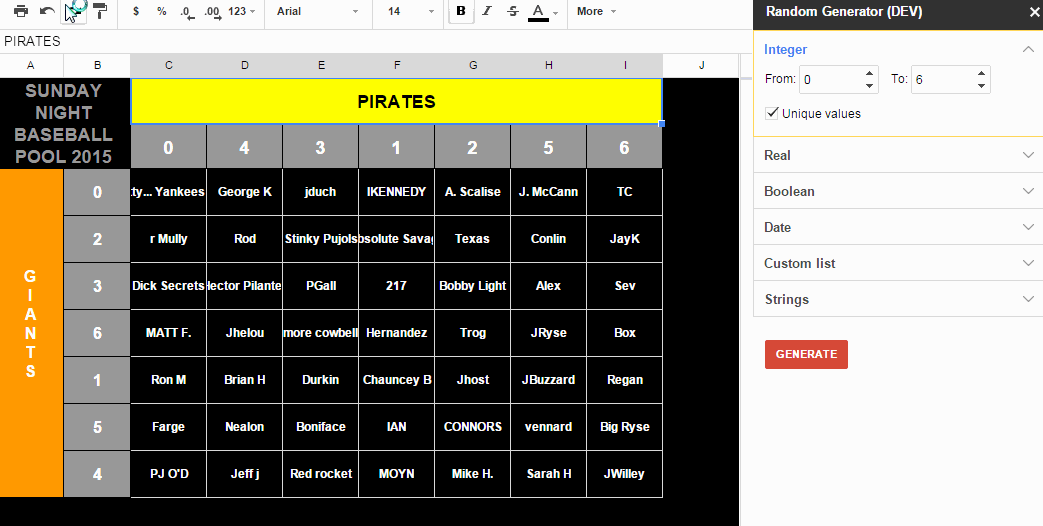 $ % .0 .00 123 Arial 14 B I S A More
Random Generator (DEV)
PIRATES
A B C D E F G H I J
SUNDAY
NIGHT
BASEBALL
POOL 2015
PIRATES
0 4 3 1 2 5 6
GIANTS
0 ty... Yankees George K jduch IKENNEDY A. Scalise J. McCann TC
2 r Mully Rod Stinky Pujols bsolute Sava Texas Conlin JayK
3 Dick Secrets lector Pilante PGall 217 Bobby Light Alex Sev
6 MATT F. Jhelou more cowbell Hernandez Trog JRyse Box
1 Ron M Brian H Durkin Chauncey B Jhost JBuzzard Regan
5 Farge Nealon Boniface IAN CONNORS vennard Big Ryse
4 PJ O'D Jeff j Red rocket MOYN Mike H. Sarah H JWilley
Integer
From: 0 To: 6
Unique values
Real
Boolean
Date
Custom list
Strings
GENERATE